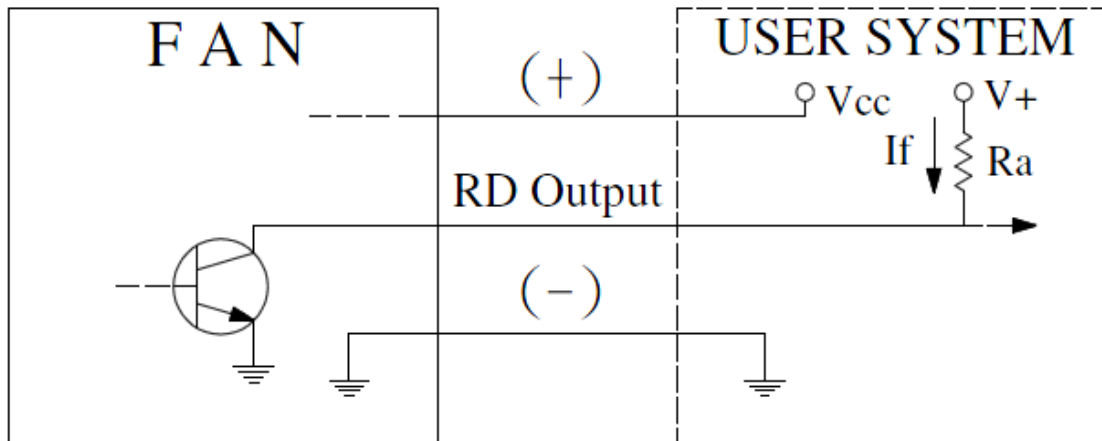 F A N
USER SYSTEM
(+)
Vcc
V+
If
Ra
RD Output
(-)